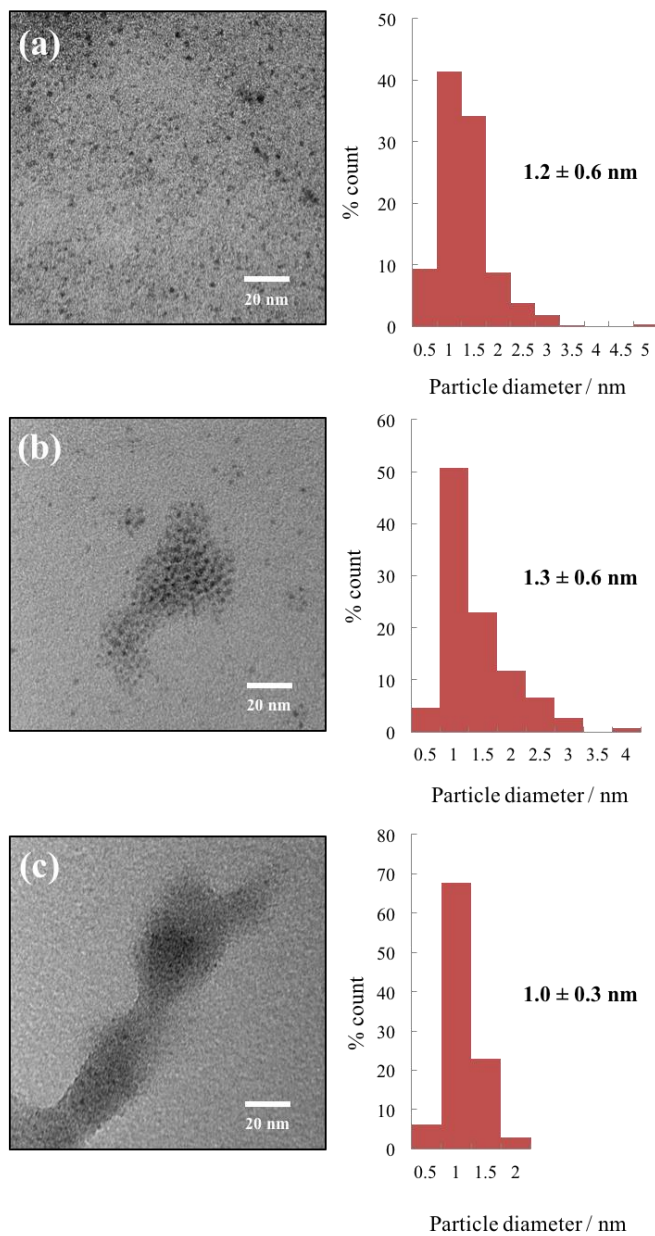 (a)
20 nm
50
40
30
20
10
0
% count
1.2 ± 0.6 nm
0.5 1 1.5 2 2.5 3 3.5 4 4.5 5
Particle diameter / nm
(b)
20 nm
60
50
40
30
20
10
0
% count
1.3 ± 0.6 nm
0.5 1 1.5 2 2.5 3 3.5 4
Particle diameter / nm
(c)
20 nm
80
70
60
50
40
30
20
10
0
% count
1.0 ± 0.3 nm
0.5 1 1.5 2
Particle diameter / nm